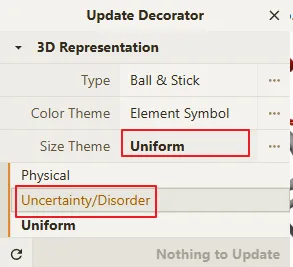 Update Decorator
3D Representation
Type Ball & Stick
Color Theme Element Symbol
Size Theme Uniform
Physical
Uncertainty/Disorder
Uniform
Nothing to Update